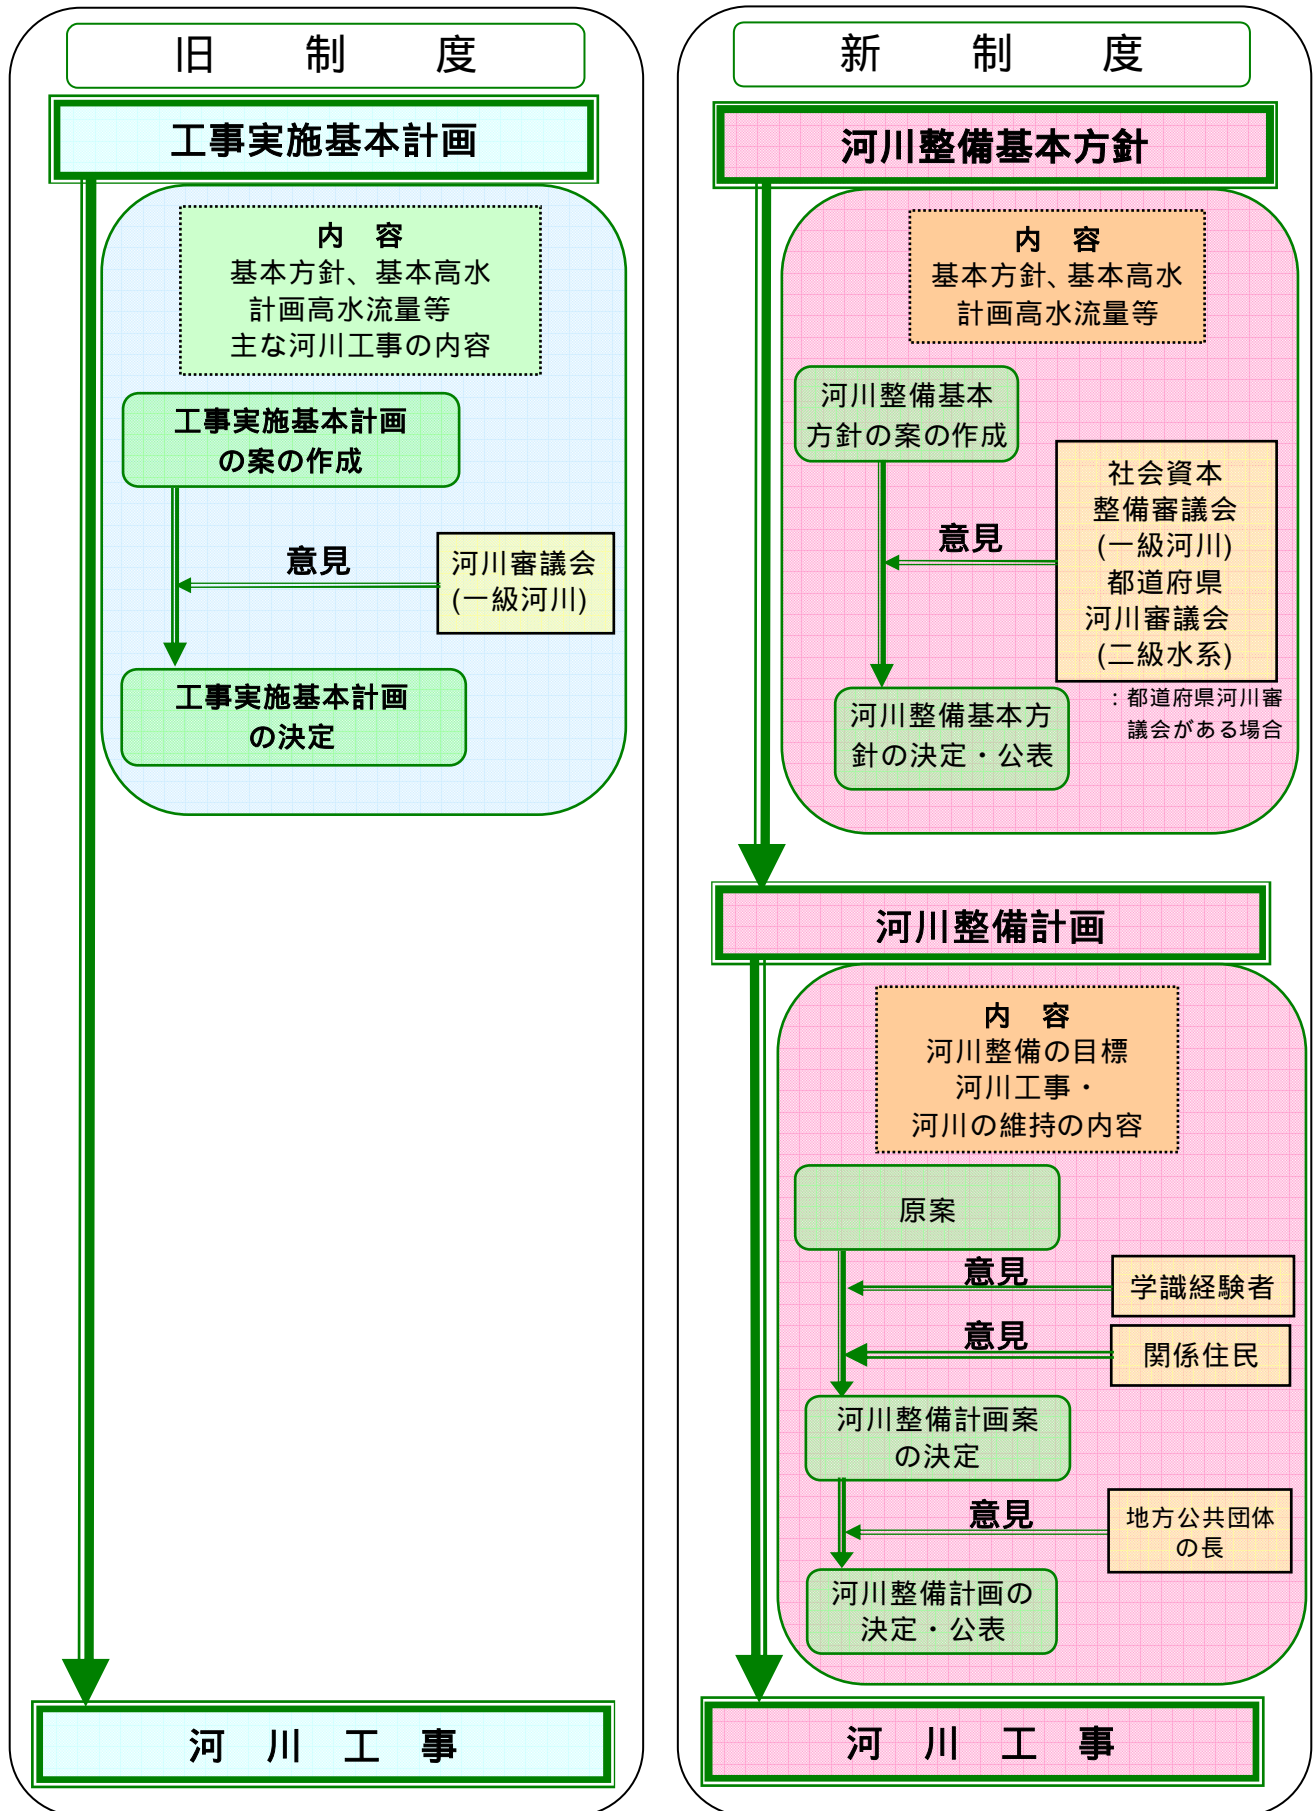 旧 制 度
工事実施基本計画
内 容
基本方針、基本高水
計画高水流量等
主な河川工事の内容
工事実施基本計画
の案の作成
意見
河川審議会
(一級河川)
工事実施基本計画
の決定
河 川 工 事
新 制 度
河川整備基本方針
内 容
基本方針、基本高水
計画高水流量等
河川整備基本
方針の案の作成
意見
社会資本
整備審議会
(一級河川)
都道府県
河川審議会
(二級水系)
:都道府県河川審
議会がある場合
河川整備基本方
針の決定・公表
河川整備計画
内 容
河川整備の目標
河川工事・
河川の維持の内容
原案
意見
学識経験者
意見
関係住民
河川整備計画案
の決定
意見
地方公共団体
の長
河川整備計画の
決定・公表
河 川 工 事